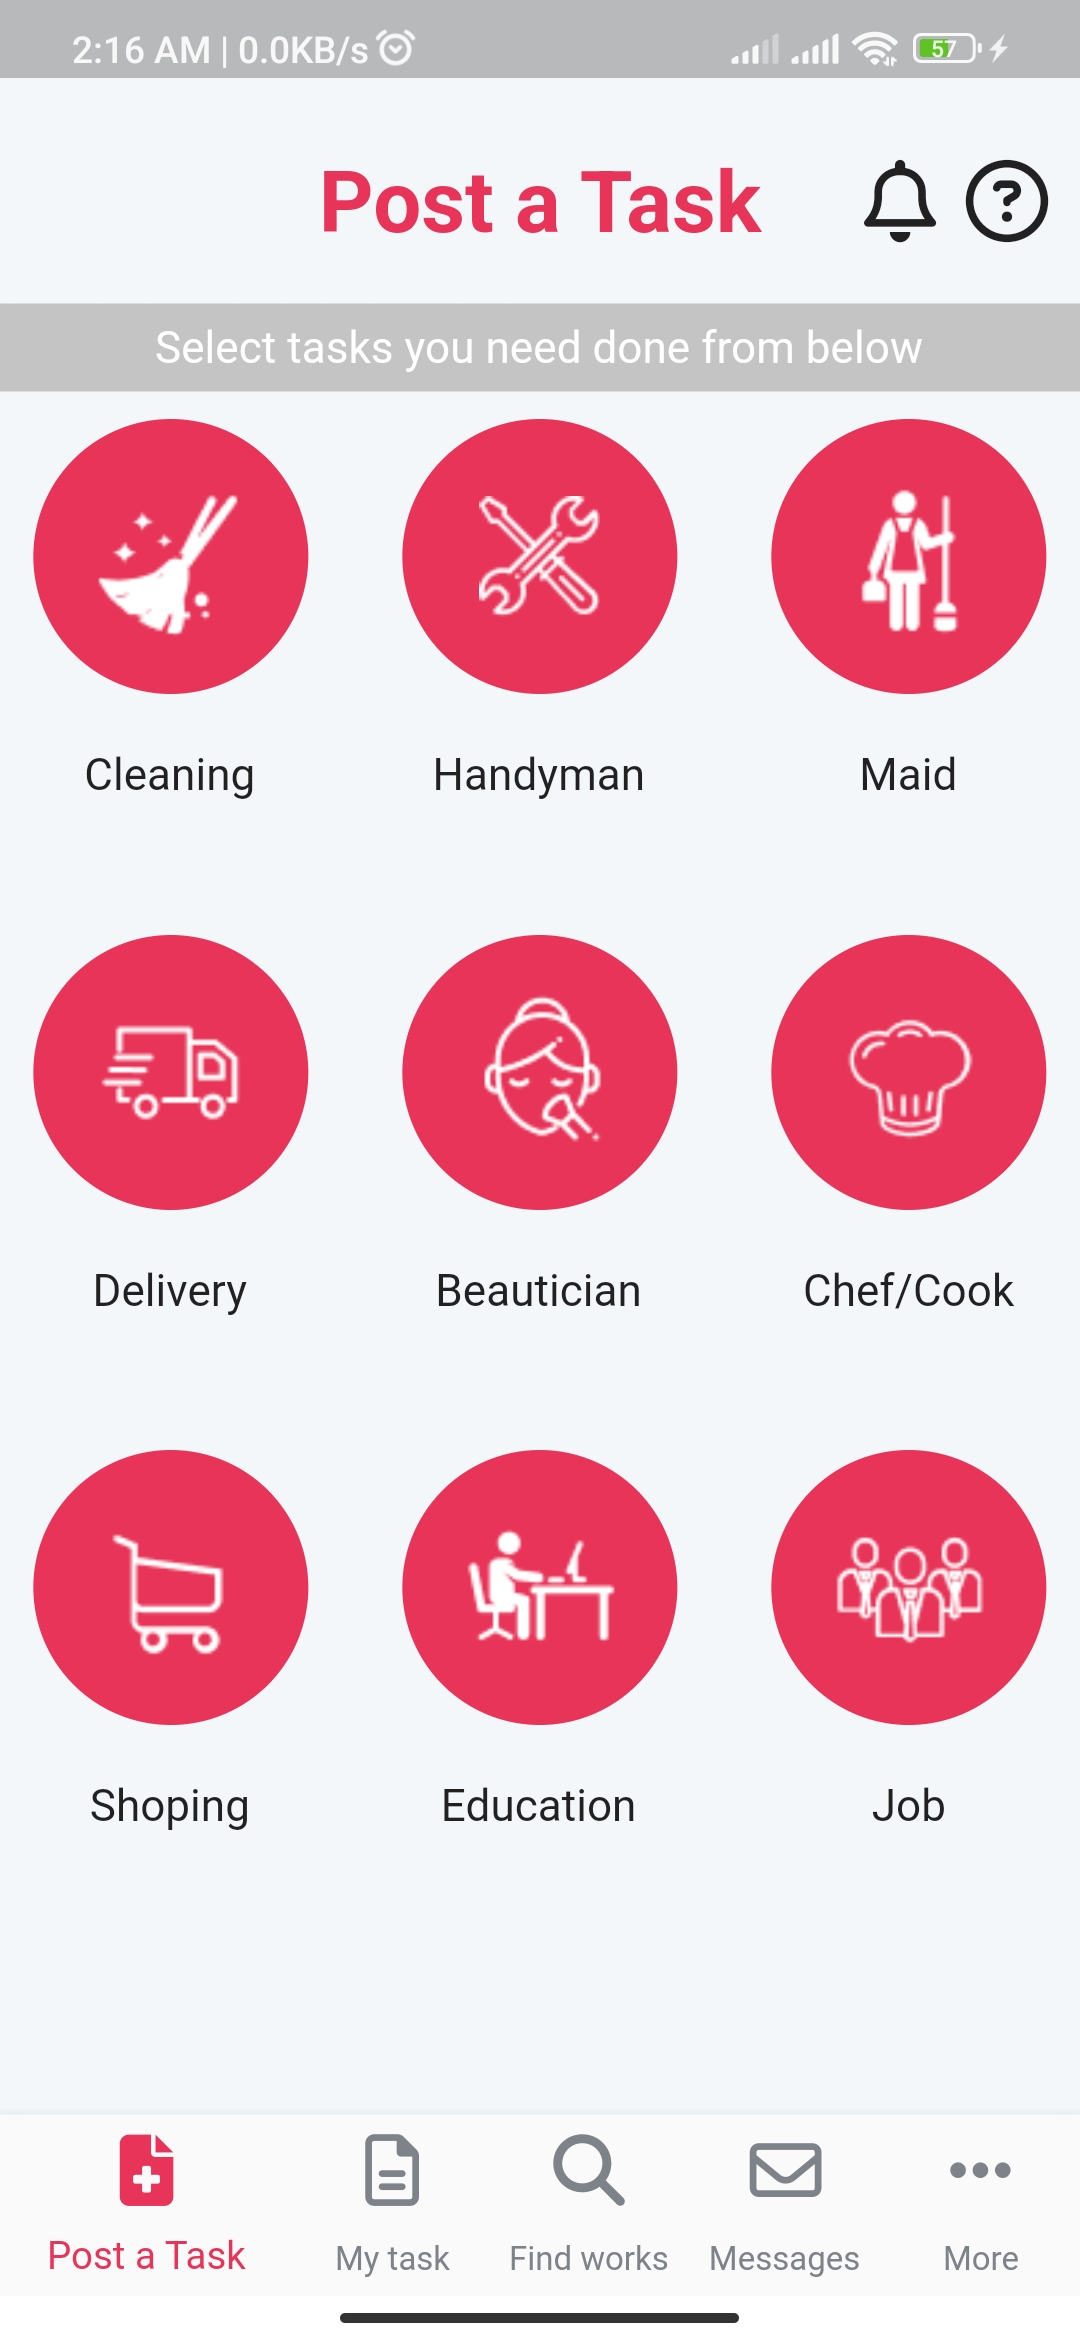 2:16 AM | 0.0KB/s
57
Post a Task
Select tasks you need done from below
Cleaning
Handyman
Maid
Delivery
Beautician
Chef/Cook
Shoping
Education
Job
Post a Task
My task
Find works
Messages
More